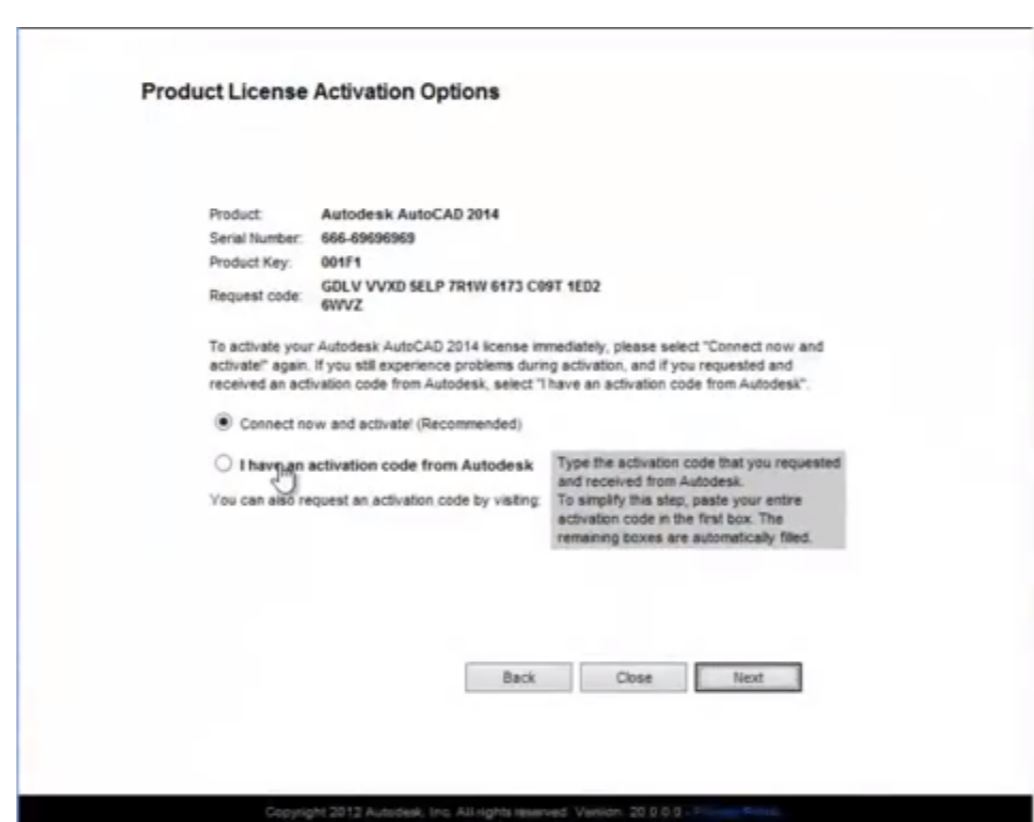 Product License Activation Options
Product: Autodesk AutoCAD 2014
Serial Number: 666-69696969
Product Key: 001F1
Request code: GDLV VVXD 5ELP 7R1W 6173 C09T 1ED2
6WVZ
To activate your Autodesk AutoCAD 2014 license immediately, please select "Connect now and
activate!" again. If you still experience problems during activation, and if you requested and
received an activation code from Autodesk, select "I have an activation code from Autodesk".
Connect now and activate! (Recommended)
I have an activation code from Autodesk
You can also request an activation code by visiting:
Type the activation code that you requested
and received from Autodesk.
To simplify this step, paste your entire
activation code in the first box. The
remaining boxes are automatically filled.
Back Close Next
Copyright 2012 Autodesk, Inc. All rights reserved. Version: 20.0.0.0 -